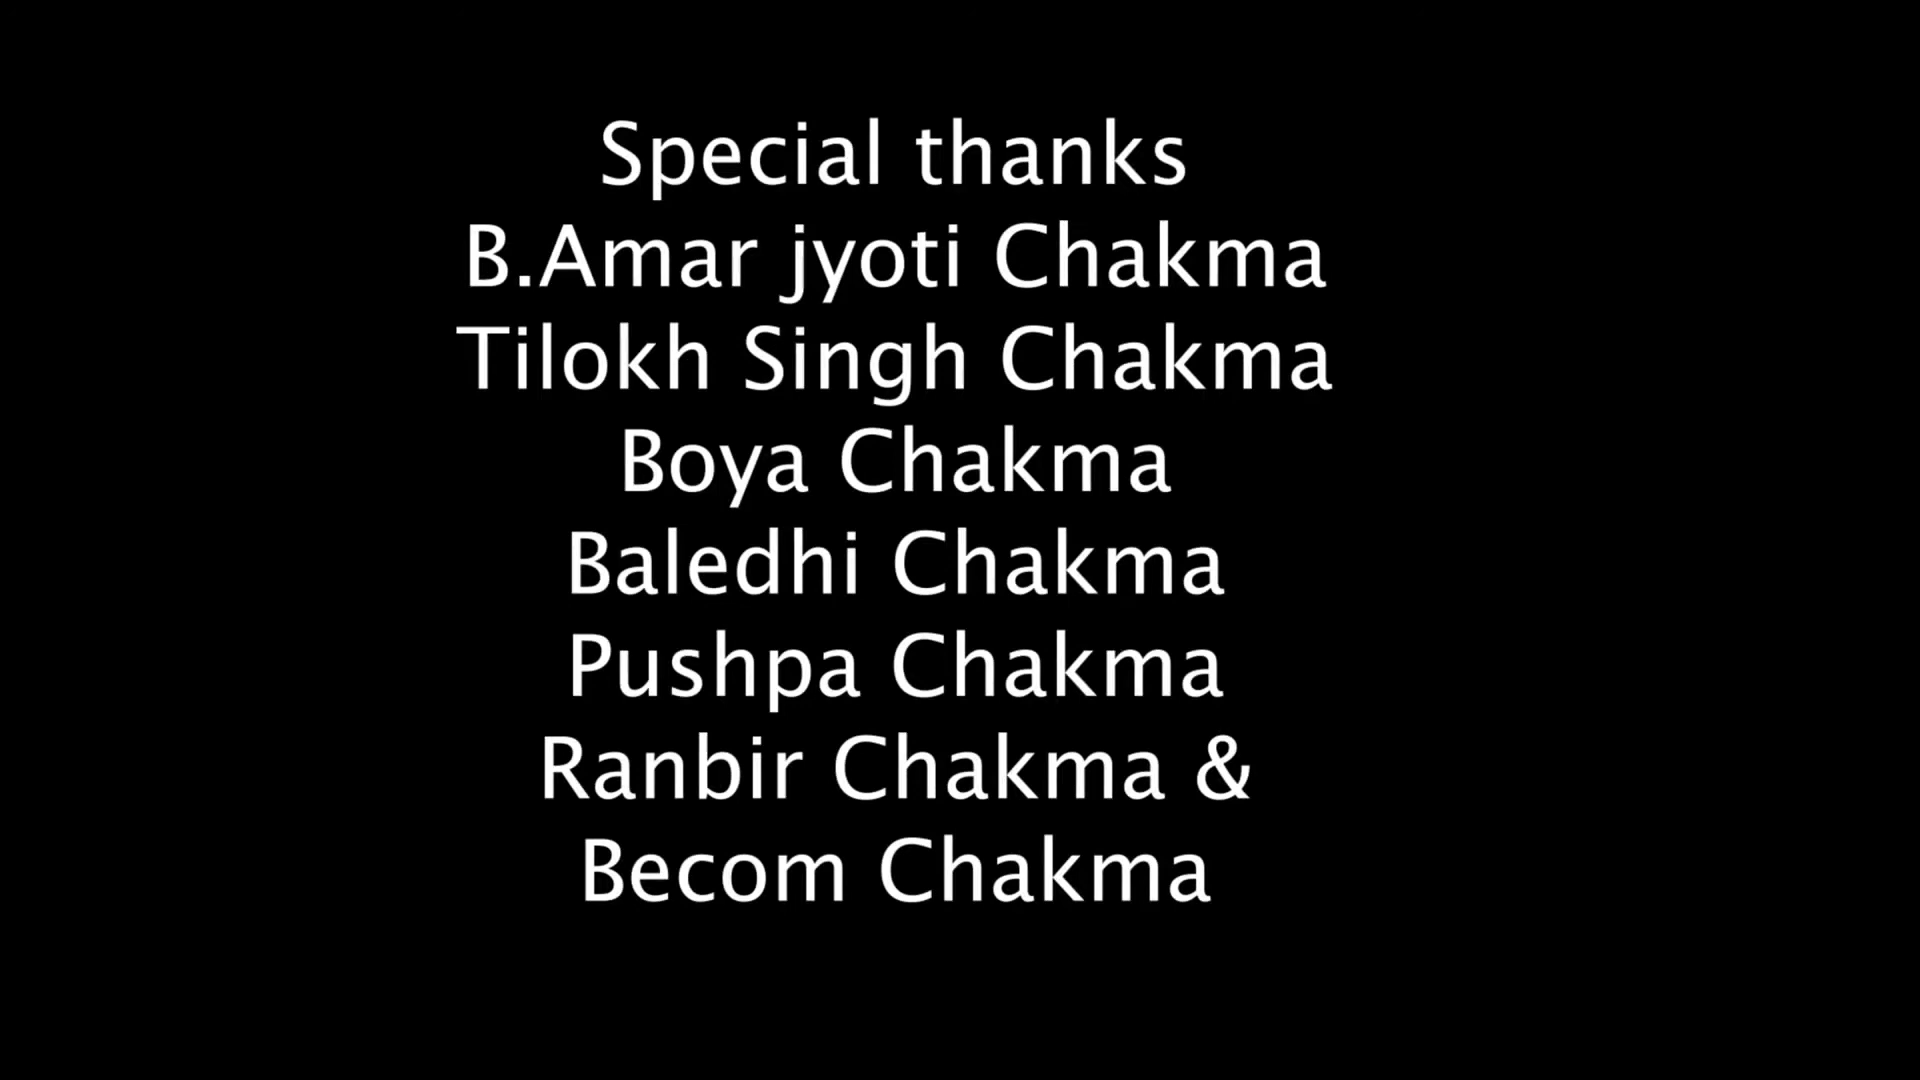 Special thanks
B.Amar jyoti Chakma
Tilokh Singh Chakma
Boya Chakma
Baledhi Chakma
Pushpa Chakma
Ranbir Chakma &
Becom Chakma